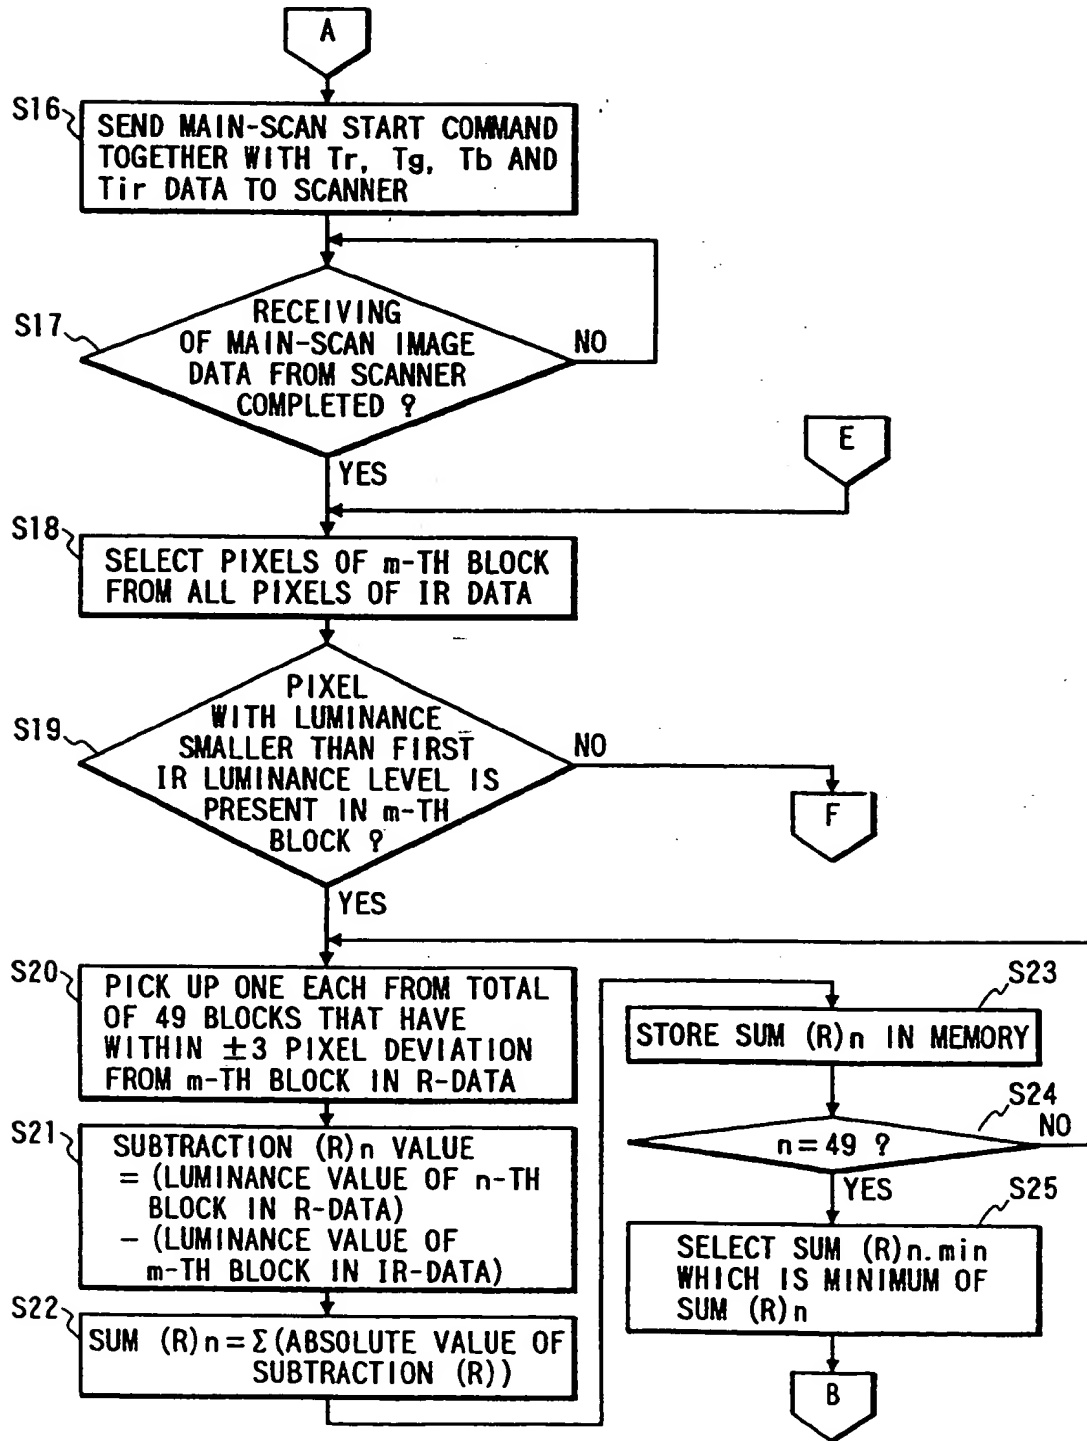 A
S16
SEND MAIN-SCAN START COMMAND
TOGETHER WITH Tr, Tg, Tb AND
Tir DATA TO SCANNER
S17
RECEIVING
OF MAIN-SCAN IMAGE
DATA FROM SCANNER
COMPLETED ?
NO
YES
E
S18
SELECT PIXELS OF m-TH BLOCK
FROM ALL PIXELS OF IR DATA
S19
PIXEL
WITH LUMINANCE
SMALLER THAN FIRST
IR LUMINANCE LEVEL IS
PRESENT IN m-TH
BLOCK ?
NO
F
YES
S20
PICK UP ONE EACH FROM TOTAL
OF 49 BLOCKS THAT HAVE
WITHIN ±3 PIXEL DEVIATION
FROM m-TH BLOCK IN R-DATA
S21
SUBTRACTION (R)n VALUE
= (LUMINANCE VALUE OF n-TH
BLOCK IN R-DATA)
- (LUMINANCE VALUE OF
m-TH BLOCK IN IR-DATA)
S22
SUM (R)n=Σ(ABSOLUTE VALUE OF
SUBTRACTION (R))
S23
STORE SUM (R)n IN MEMORY
S24
n=49 ?
NO
YES
S25
SELECT SUM (R)n.min
WHICH IS MINIMUM OF
SUM (R)n
B